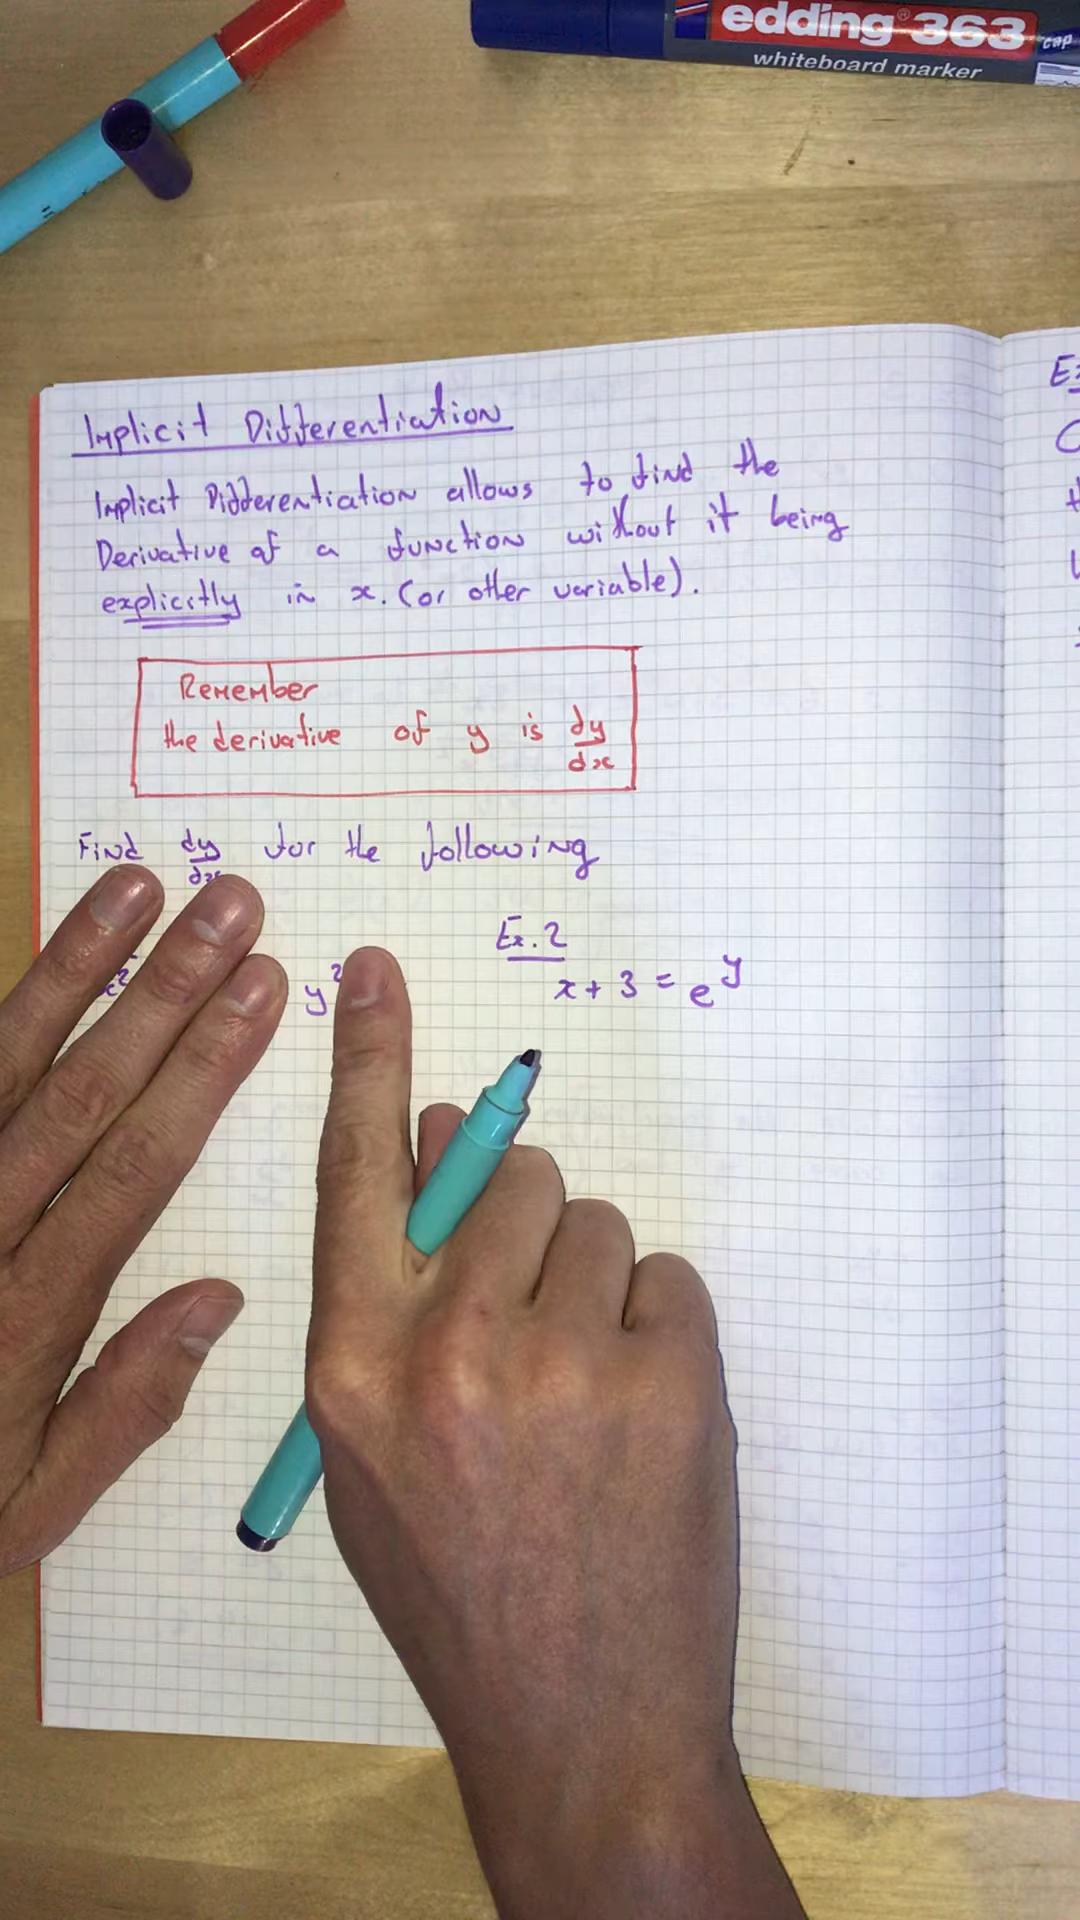 edding® 363
cap
whiteboard marker
Implicit Differentiation
Implicit Differentiation allows to find the
Derivative of a function without it being
explicitly in x. (or other variable).
Remember
the derivative of y is dy/dx
Find dy/dx for the following
Ex. 2
y²
x + 3 = e^y